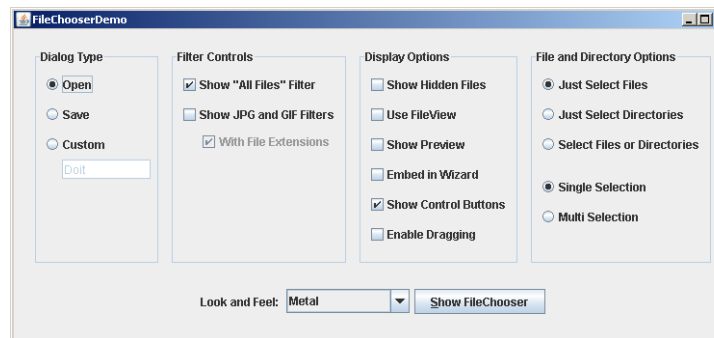 FileChooserDemo
Dialog Type
Open
Save
Custom
Doit
Filter Controls
Show "All Files" Filter
Show JPG and GIF Filters
With File Extensions
Display Options
Show Hidden Files
Use FileView
Show Preview
Embed in Wizard
Show Control Buttons
Enable Dragging
File and Directory Options
Just Select Files
Just Select Directories
Select Files or Directories
Single Selection
Multi Selection
Look and Feel: Metal
Show FileChooser